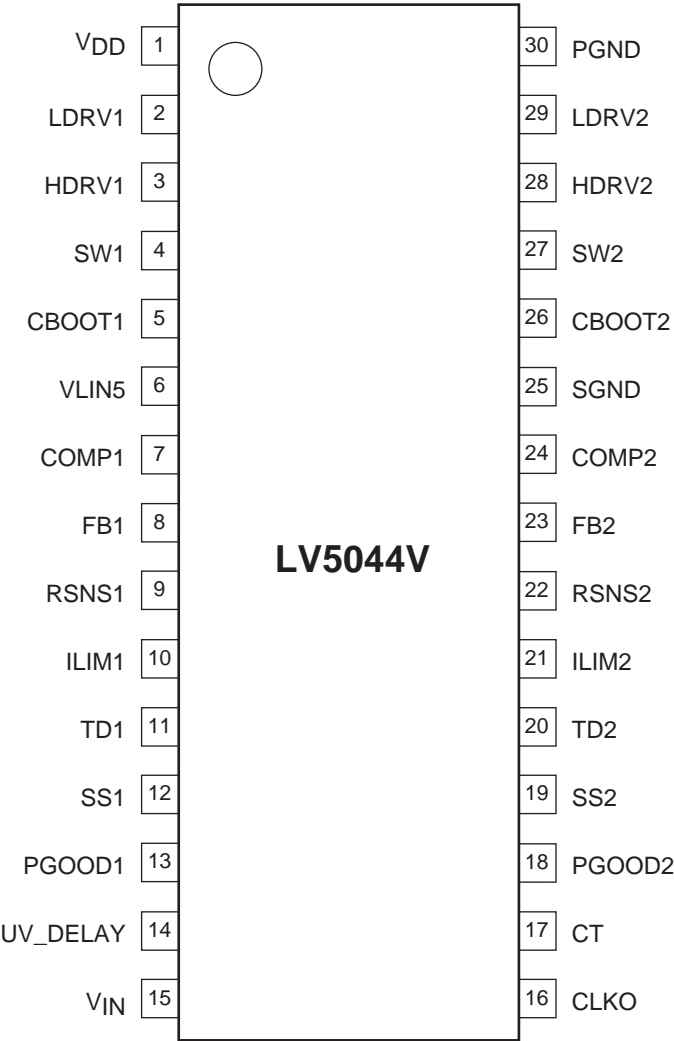 VDD 1 30 PGND
LDRV1 2 29 LDRV2
HDRV1 3 28 HDRV2
SW1 4 27 SW2
CBOOT1 5 26 CBOOT2
VLIN5 6 25 SGND
COMP1 7 24 COMP2
FB1 8 23 FB2
LV5044V
RSNS1 9 22 RSNS2
ILIM1 10 21 ILIM2
TD1 11 20 TD2
SS1 12 19 SS2
PGOOD1 13 18 PGOOD2
UV_DELAY 14 17 CT
VIN 15 16 CLKO